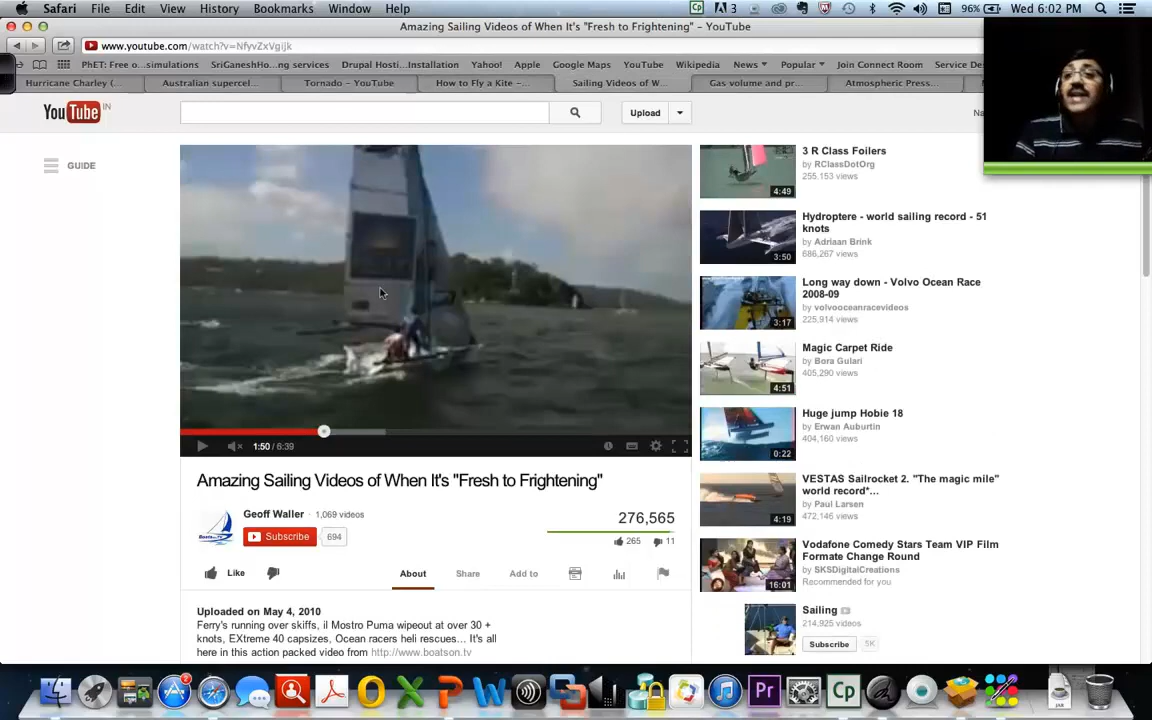 Safari File Edit View History Bookmarks Window Help
3 96% Wed 6:02 PM
Amazing Sailing Videos of When It's "Fresh to Frightening" – YouTube
www.youtube.com/watch?v=NfyvZxVgijk
PhET: Free o...simulations SriGaneshHo...ng services Drupal Hosti...Installation Yahoo! Apple Google Maps YouTube Wikipedia News Popular Join Connect Room Service Des
Hurricane Charley (... Australian supercel... Tornado – YouTube How to Fly a Kite –... Sailing Videos of W... Gas volume and pr... Atmospheric Press...
YouTube IN
Upload
GUIDE
3 R Class Foilers
by RClassDotOrg
255,153 views
4:49
Hydroptere - world sailing record - 51
knots
by Adriaan Brink
686,267 views
3:50
Long way down - Volvo Ocean Race
2008-09
by volvooceanracevideos
225,914 views
3:17
Magic Carpet Ride
by Bora Gulari
405,290 views
4:51
Huge jump Hobie 18
by Erwan Auburtin
404,160 views
0:22
VESTAS Sailrocket 2. "The magic mile"
world record*...
by Paul Larsen
472,146 views
4:19
Vodafone Comedy Stars Team VIP Film
Formate Change Round
by SKSDigitalCreations
Recommended for you
16:01
Sailing
214,925 videos
Subscribe 5K
1:50 / 6:39
Amazing Sailing Videos of When It's "Fresh to Frightening"
Geoff Waller · 1,069 videos
Subscribe 694
276,565
265 11
Like About Share Add to
Uploaded on May 4, 2010
Ferry's running over skiffs, il Mostro Puma wipeout at over 30 +
knots, EXtreme 40 capsizes, Ocean racers heli rescues... It's all
here in this action packed video from http://www.boatson.tv